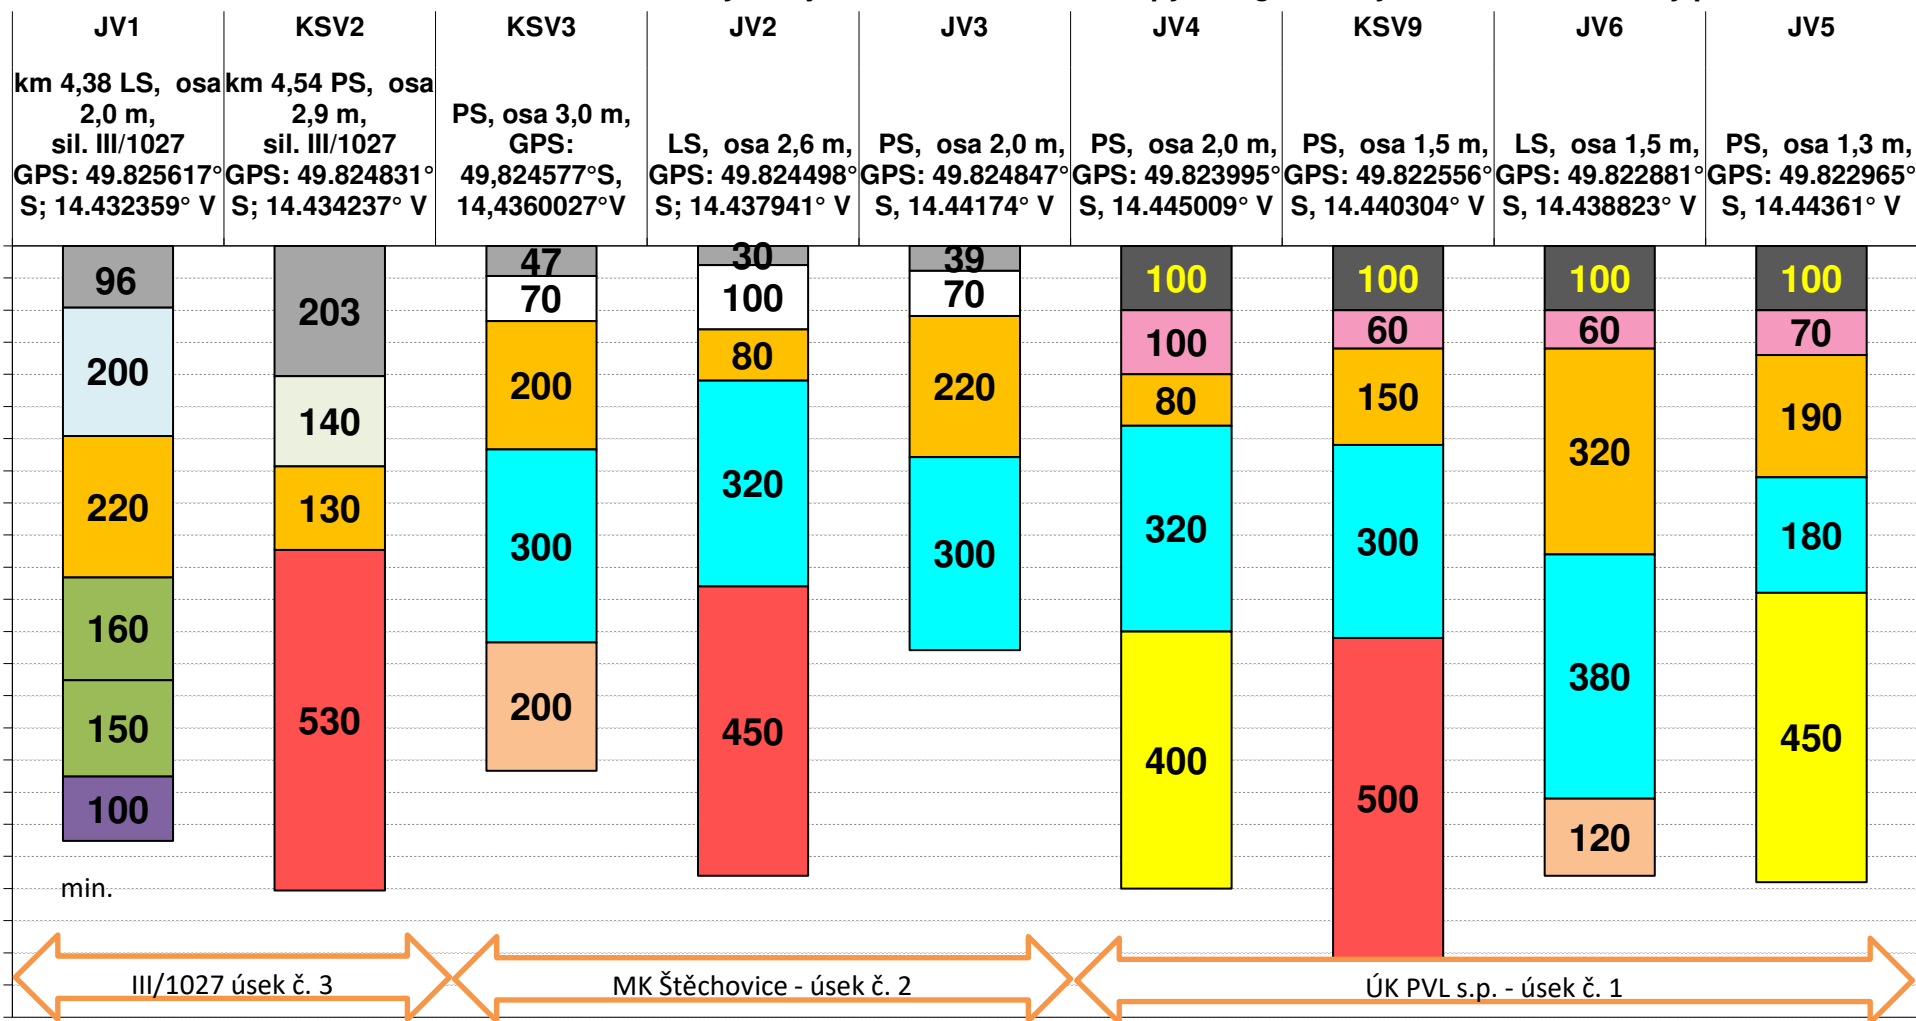 JV1
KSV2
KSV3
JV2
JV3
JV4
KSV9
JV6
JV5
km 4,38 LS, osa
2,0 m,
sil. III/1027
GPS: 49.825617°
S; 14.432359° V
km 4,54 PS, osa
2,9 m,
sil. III/1027
GPS: 49.824831°
S; 14.434237° V
PS, osa 3,0 m,
GPS:
49,824577°S,
14,4360027°V
LS, osa 2,6 m,
GPS: 49.824498°
S; 14.437941° V
PS, osa 2,0 m,
GPS: 49.824847°
S, 14.44174° V
PS, osa 2,0 m,
GPS: 49.823995°
S, 14.445009° V
PS, osa 1,5 m,
GPS: 49.822556°
S, 14.440304° V
LS, osa 1,5 m,
GPS: 49.822881°
S, 14.438823° V
PS, osa 1,3 m,
GPS: 49.822965°
S, 14.44361° V
96
200
220
160
150
100
min.
203
140
130
530
47
70
200
300
200
30
100
80
320
450
39
70
220
300
100
100
80
320
400
100
60
150
300
500
100
60
320
380
120
100
70
190
180
450
III/1027 úsek č. 3
MK Štěchovice - úsek č. 2
ÚK PVL s.p. - úsek č. 1